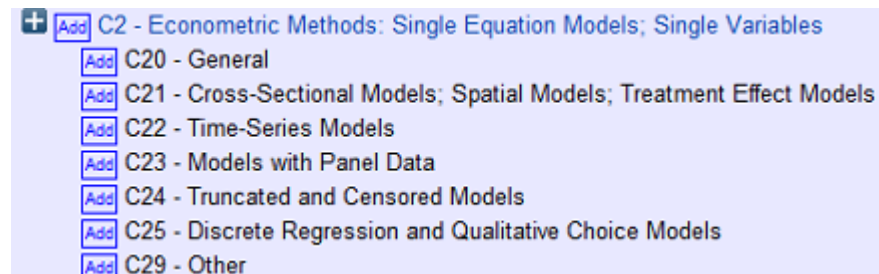 Add C2 - Econometric Methods: Single Equation Models; Single Variables
Add C20 - General
Add C21 - Cross-Sectional Models; Spatial Models; Treatment Effect Models
Add C22 - Time-Series Models
Add C23 - Models with Panel Data
Add C24 - Truncated and Censored Models
Add C25 - Discrete Regression and Qualitative Choice Models
Add C29 - Other